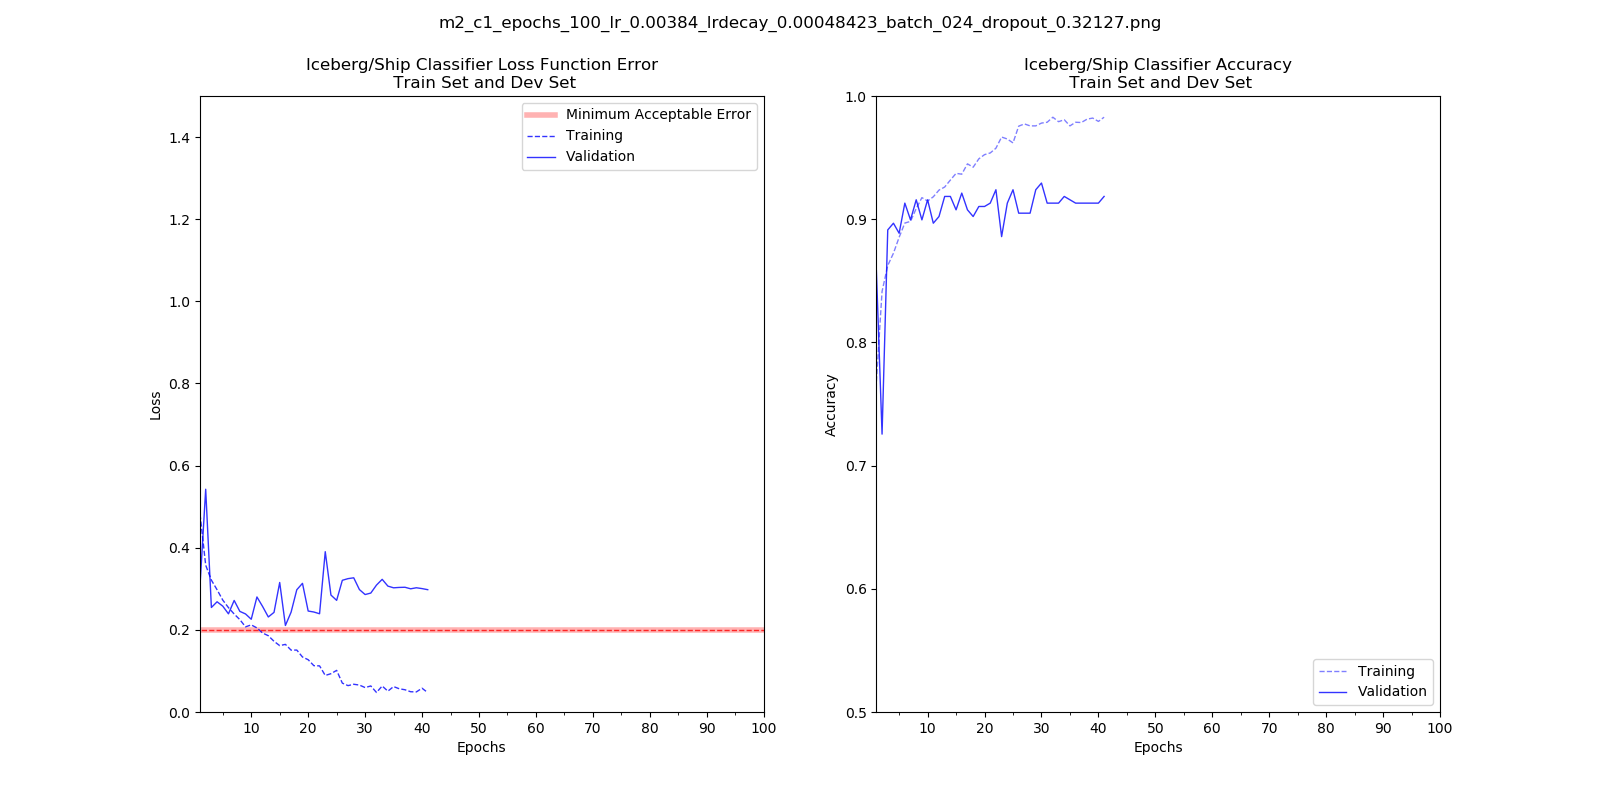 m2_c1_epochs_100_lr_0.00384_lrdecay_0.00048423_batch_024_dropout_0.32127.png
Iceberg/Ship Classifier Loss Function Error
Train Set and Dev Set
1.4
1.2
1.0
0.8
0.6
0.4
0.2
0.0
Loss
Minimum Acceptable Error
Training
Validation
10 20 30 40 50 60 70 80 90 100
Epochs
Iceberg/Ship Classifier Accuracy
Train Set and Dev Set
1.0
0.9
0.8
0.7
0.6
0.5
Accuracy
Training
Validation
10 20 30 40 50 60 70 80 90 100
Epochs